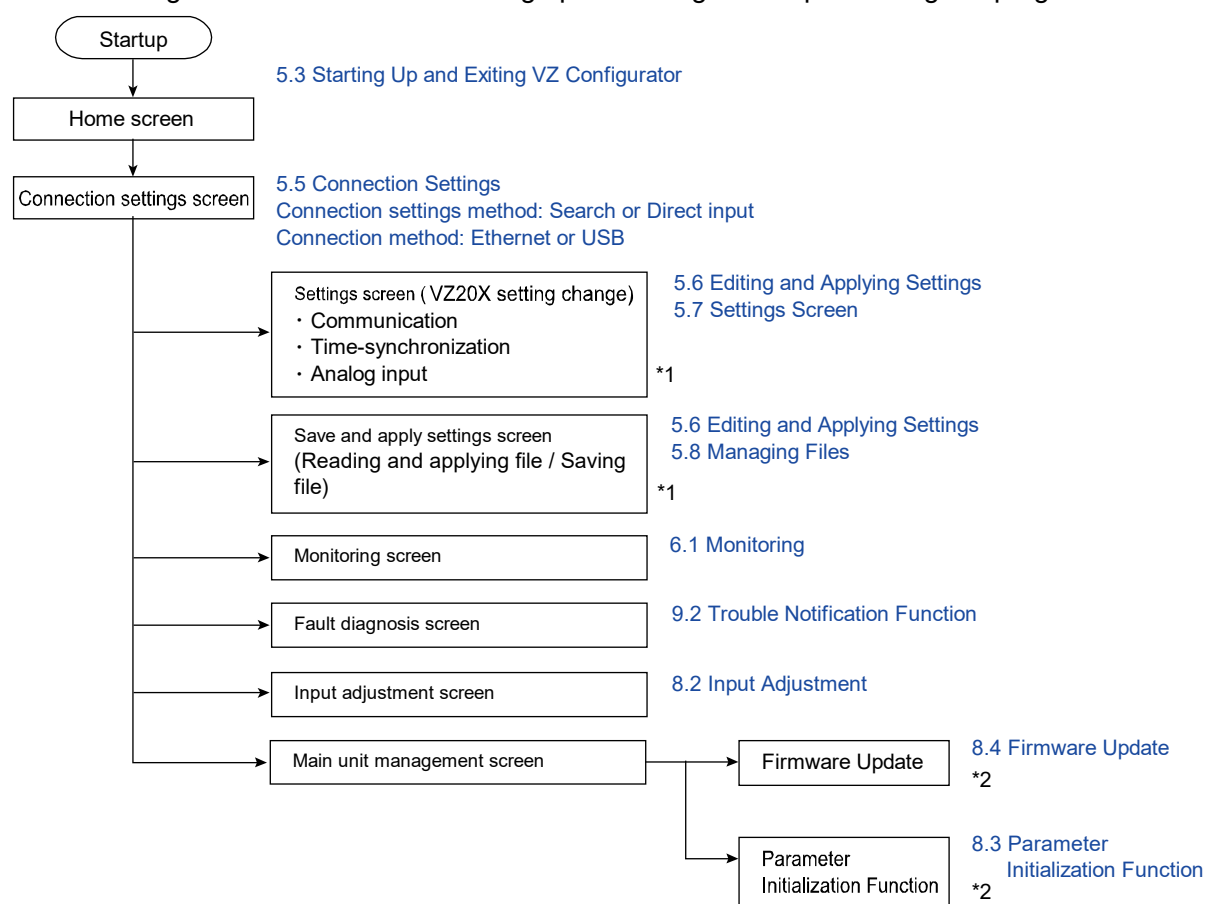 Startup
5.3 Starting Up and Exiting VZ Configurator
Home screen
Connection settings screen
5.5 Connection Settings
Connection settings method: Search or Direct input
Connection method: Ethernet or USB
Settings screen (VZ20X setting change)
・Communication
・Time-synchronization
・Analog input
*1
5.6 Editing and Applying Settings
5.7 Settings Screen
Save and apply settings screen
(Reading and applying file / Saving
file)
*1
5.6 Editing and Applying Settings
5.8 Managing Files
Monitoring screen
6.1 Monitoring
Fault diagnosis screen
9.2 Trouble Notification Function
Input adjustment screen
8.2 Input Adjustment
Main unit management screen
Firmware Update
8.4 Firmware Update
*2
Parameter
Initialization Function
8.3 Parameter
Initialization Function
*2